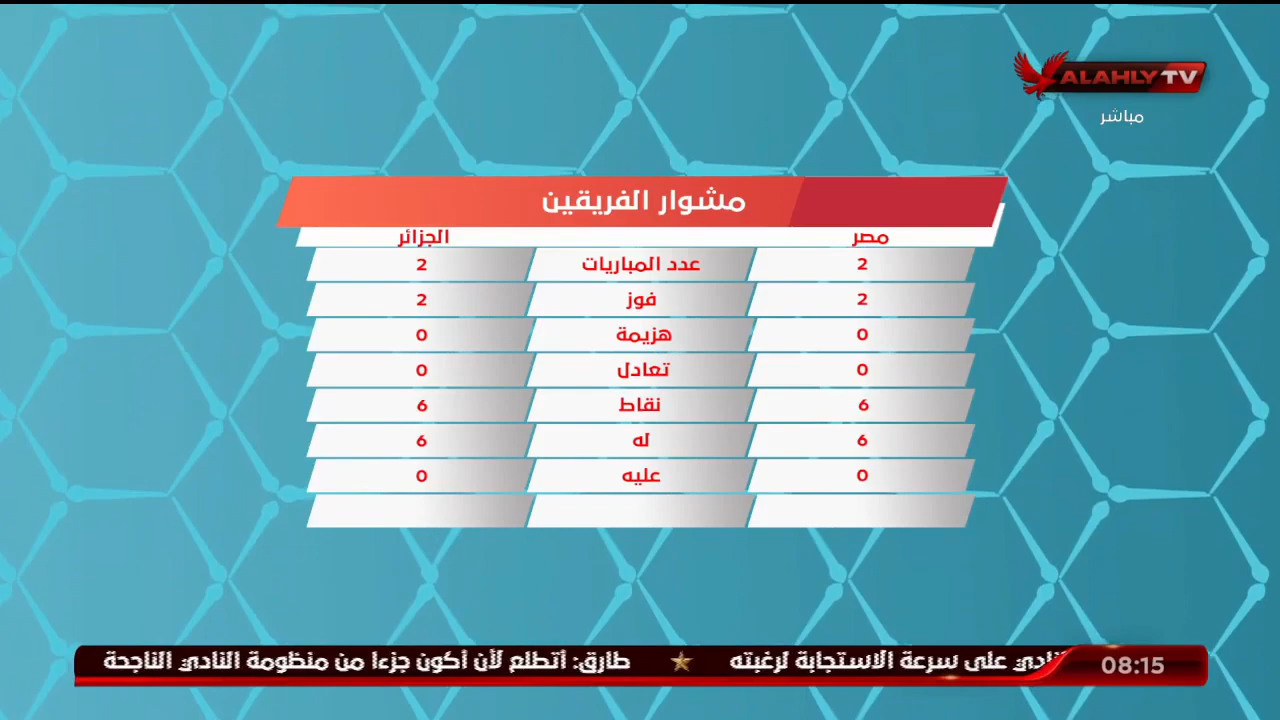 ALAHLY TV
مباشر
مشوار الفريقين
مصر الجزائر
2 عدد المباريات 2
2 فوز 2
0 هزيمة 0
0 تعادل 0
6 نقاط 6
6 له 6
0 عليه 0
08:15
على سرعة الاستجابة لرغبته ★ طارق: أتطلع لأن أكون جزءا من منظومة النادي الناجحة